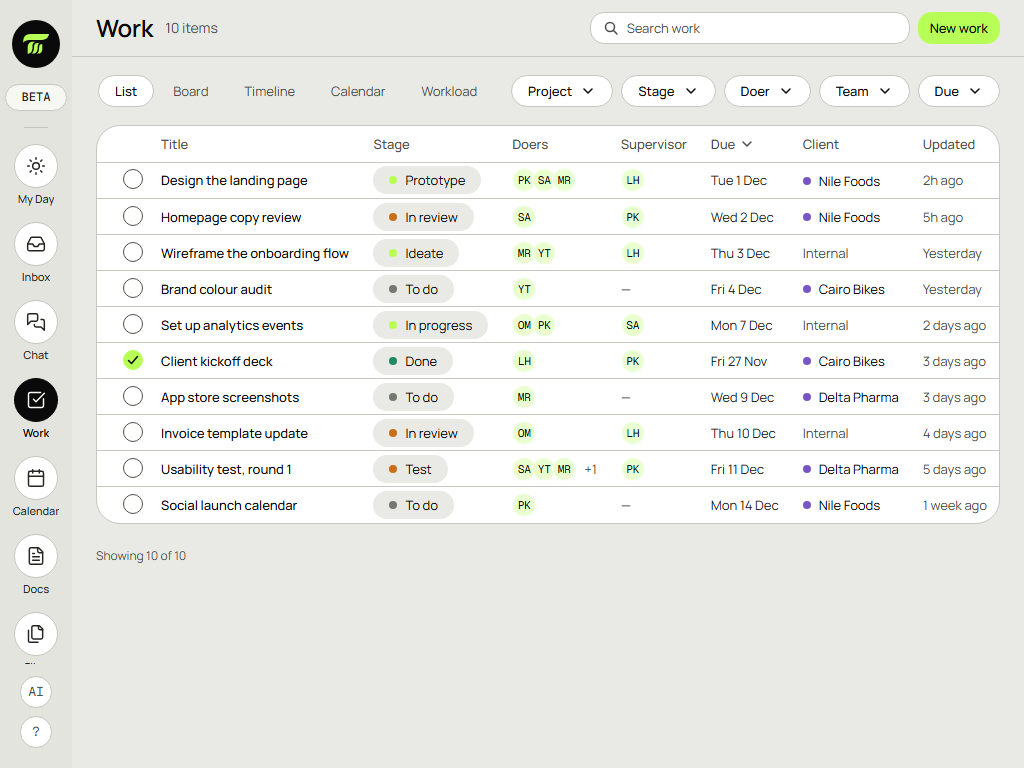 Work 10 items
Search work
New work
BETA
List Board Timeline Calendar Workload
Project Stage Doer Team Due
Title Stage Doers Supervisor Due Client Updated
Design the landing page Prototype PK SA MR LH Tue 1 Dec Nile Foods 2h ago
Homepage copy review In review SA PK Wed 2 Dec Nile Foods 5h ago
Wireframe the onboarding flow Ideate MR YT LH Thu 3 Dec Internal Yesterday
Brand colour audit To do YT — Fri 4 Dec Cairo Bikes Yesterday
Set up analytics events In progress OM PK SA Mon 7 Dec Internal 2 days ago
Client kickoff deck Done LH PK Fri 27 Nov Cairo Bikes 3 days ago
App store screenshots To do MR — Wed 9 Dec Delta Pharma 3 days ago
Invoice template update In review OM LH Thu 10 Dec Internal 4 days ago
Usability test, round 1 Test SA YT MR +1 PK Fri 11 Dec Delta Pharma 5 days ago
Social launch calendar To do PK — Mon 14 Dec Nile Foods 1 week ago
Showing 10 of 10
My Day
Inbox
Chat
Work
Calendar
Docs
AI
?